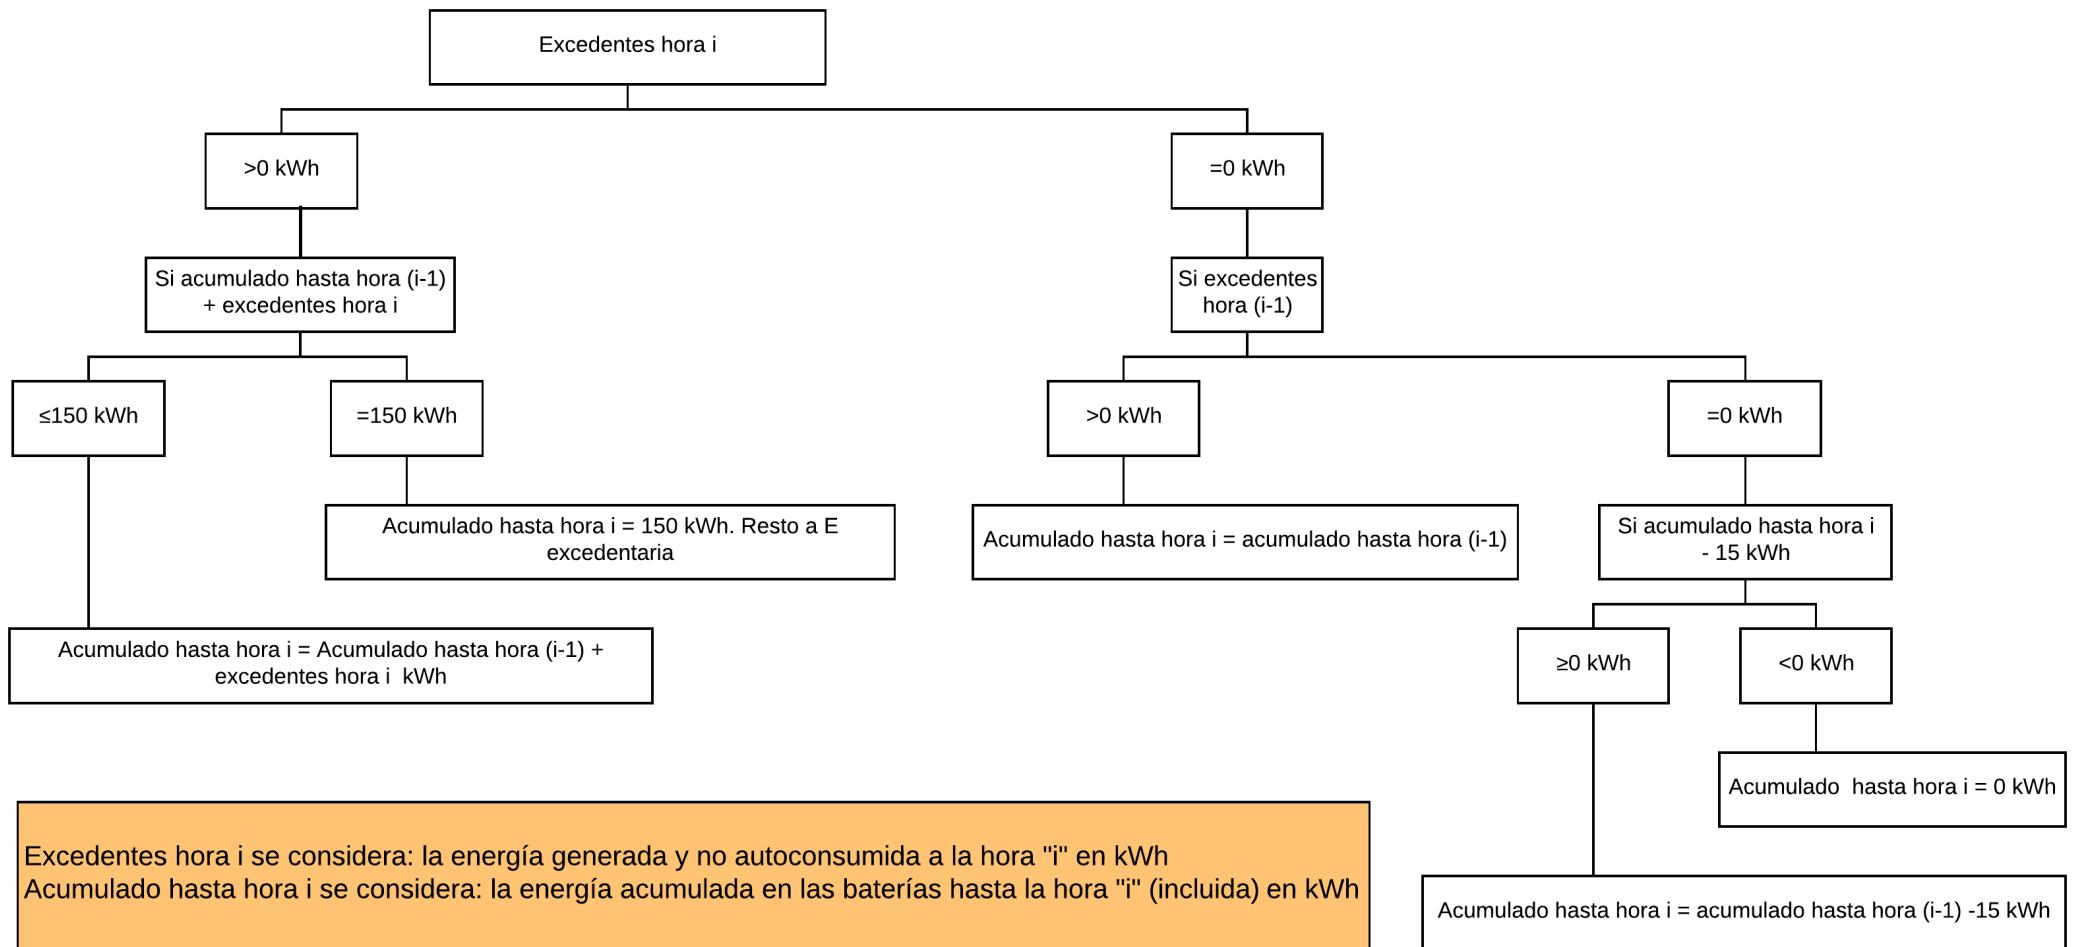 Excedentes hora i
>0 kWh
=0 kWh
Si acumulado hasta hora (i-1)
+ excedentes hora i
Si excedentes
hora (i-1)
≤150 kWh
=150 kWh
>0 kWh
=0 kWh
Acumulado hasta hora i = 150 kWh. Resto a E
excedentaria
Acumulado hasta hora i = acumulado hasta hora (i-1)
Si acumulado hasta hora i
- 15 kWh
Acumulado hasta hora i = Acumulado hasta hora (i-1) +
excedentes hora i  kWh
≥0 kWh
<0 kWh
Acumulado  hasta hora i = 0 kWh
Excedentes hora i se considera: la energía generada y no autoconsumida a la hora "i" en kWh
Acumulado hasta hora i se considera: la energía acumulada en las baterías hasta la hora "i" (incluida) en kWh
Acumulado hasta hora i = acumulado hasta hora (i-1) -15 kWh